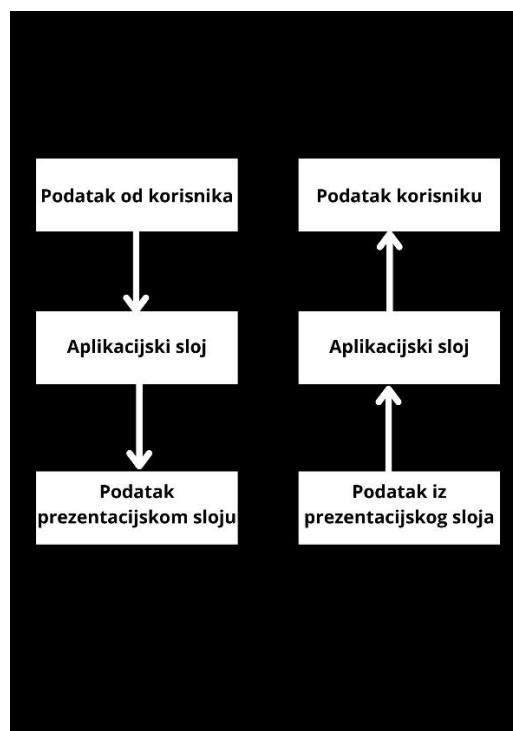 Podatak od korisnika
Aplikacijski sloj
Podatak
prezentacijskom sloju
Podatak korisniku
Aplikacijski sloj
Podatak iz
prezentacijskog sloja